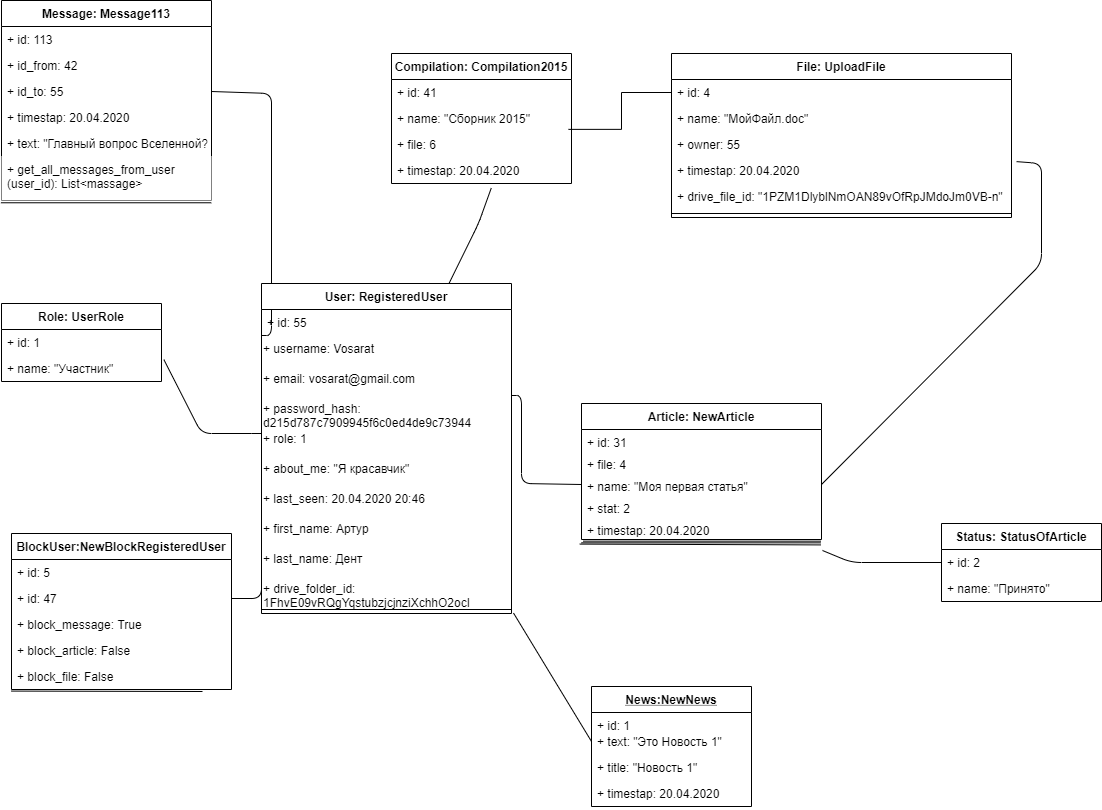 Message: Message113
+ id: 113
+ id_from: 42
+ id_to: 55
+ timestap: 20.04.2020
+ text: "Главный вопрос Вселенной?
+ get_all_messages_from_user
(user_id): List<massage>
Compilation: Compilation2015
+ id: 41
+ name: "Сборник 2015"
+ file: 6
+ timestap: 20.04.2020
File: UploadFile
+ id: 4
+ name: "МойФайл.doc"
+ owner: 55
+ timestap: 20.04.2020
+ drive_file_id: "1PZM1DlyblNmOAN89vOfRpJMdoJm0VB-n"
Role: UserRole
+ id: 1
+ name: "Участник"
User: RegisteredUser
+ id: 55
+ username: Vosarat
+ email: vosarat@gmail.com
+ password_hash:
d215d787c7909945f6c0ed4de9c73944
+ role: 1
+ about_me: "Я красавчик"
+ last_seen: 20.04.2020 20:46
+ first_name: Артур
+ last_name: Дент
+ drive_folder_id:
1FhvE09vRQgYqstubzjcjnziXchhO2ocI
Article: NewArticle
+ id: 31
+ file: 4
+ name: "Моя первая статья"
+ stat: 2
+ timestap: 20.04.2020
BlockUser:NewBlockRegisteredUser
+ id: 5
+ id: 47
+ block_message: True
+ block_article: False
+ block_file: False
Status: StatusOfArticle
+ id: 2
+ name: "Принято"
News:NewNews
+ id: 1
+ text: "Это Новость 1"
+ title: "Новость 1"
+ timestap: 20.04.2020